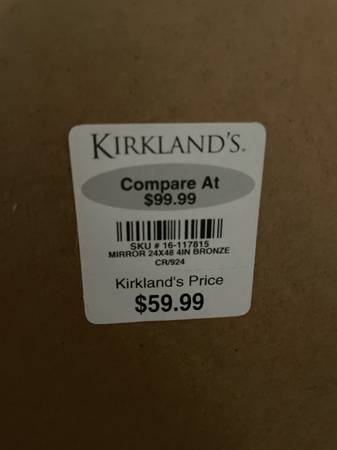 KIRKLAND'S.
Compare At
$99.99
SKU # 16-117815
MIRROR 24X48 4IN BRONZE
CR/924
Kirkland's Price
$59.99